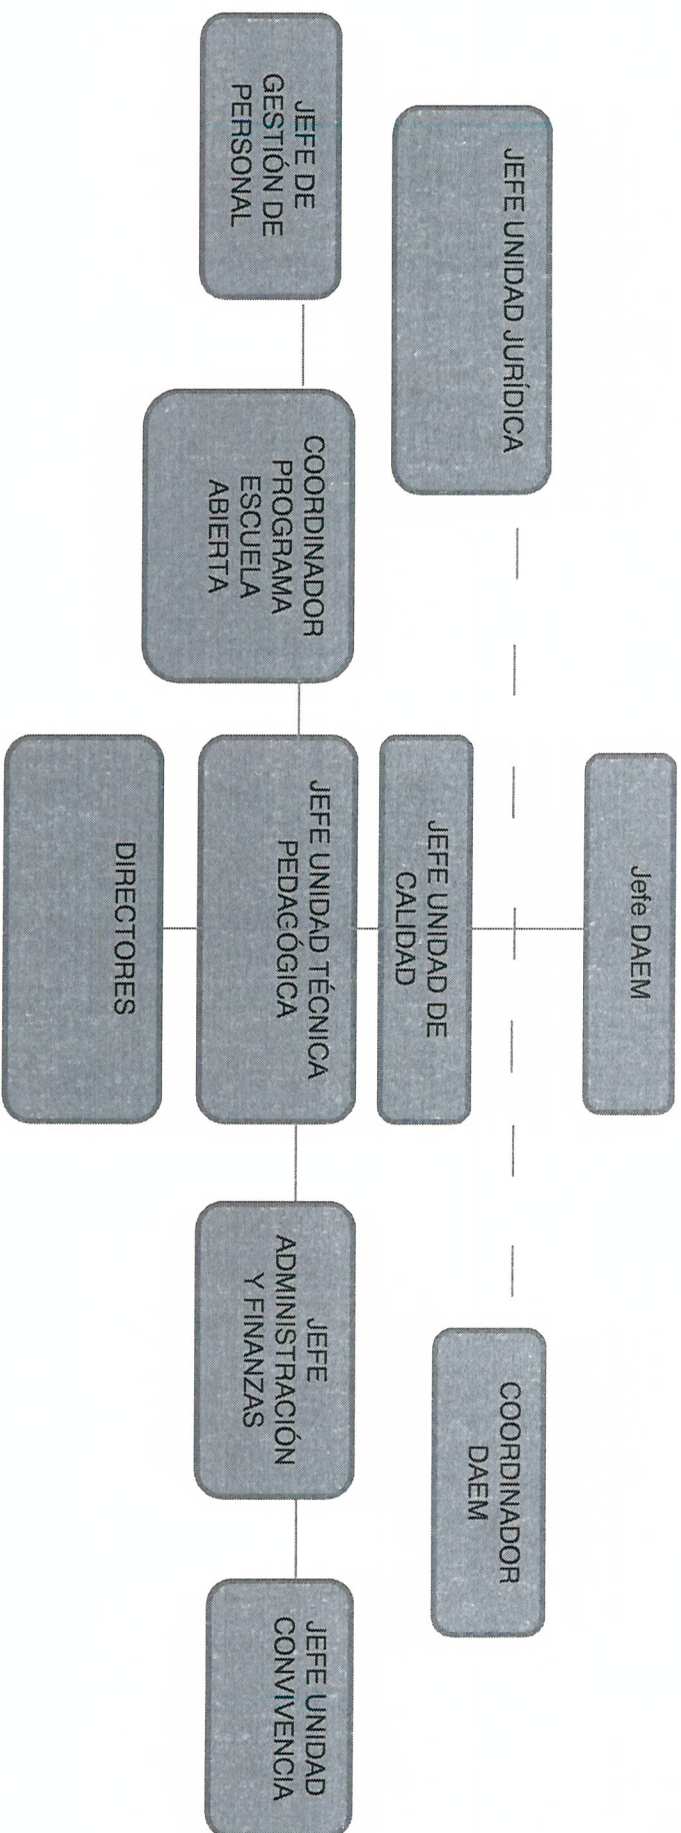 Jefe DAEM
JEFE UNIDAD JURÍDICA
COORDINADOR
DAEM
JEFE UNIDAD DE
CALIDAD
JEFE DE
GESTIÓN DE
PERSONAL
COORDINADOR
PROGRAMA
ESCUELA
ABIERTA
JEFE UNIDAD TÉCNICA
PEDAGÓGICA
JEFE
ADMINISTRACIÓN
Y FINANZAS
JEFE UNIDAD
CONVIVENCIA
DIRECTORES